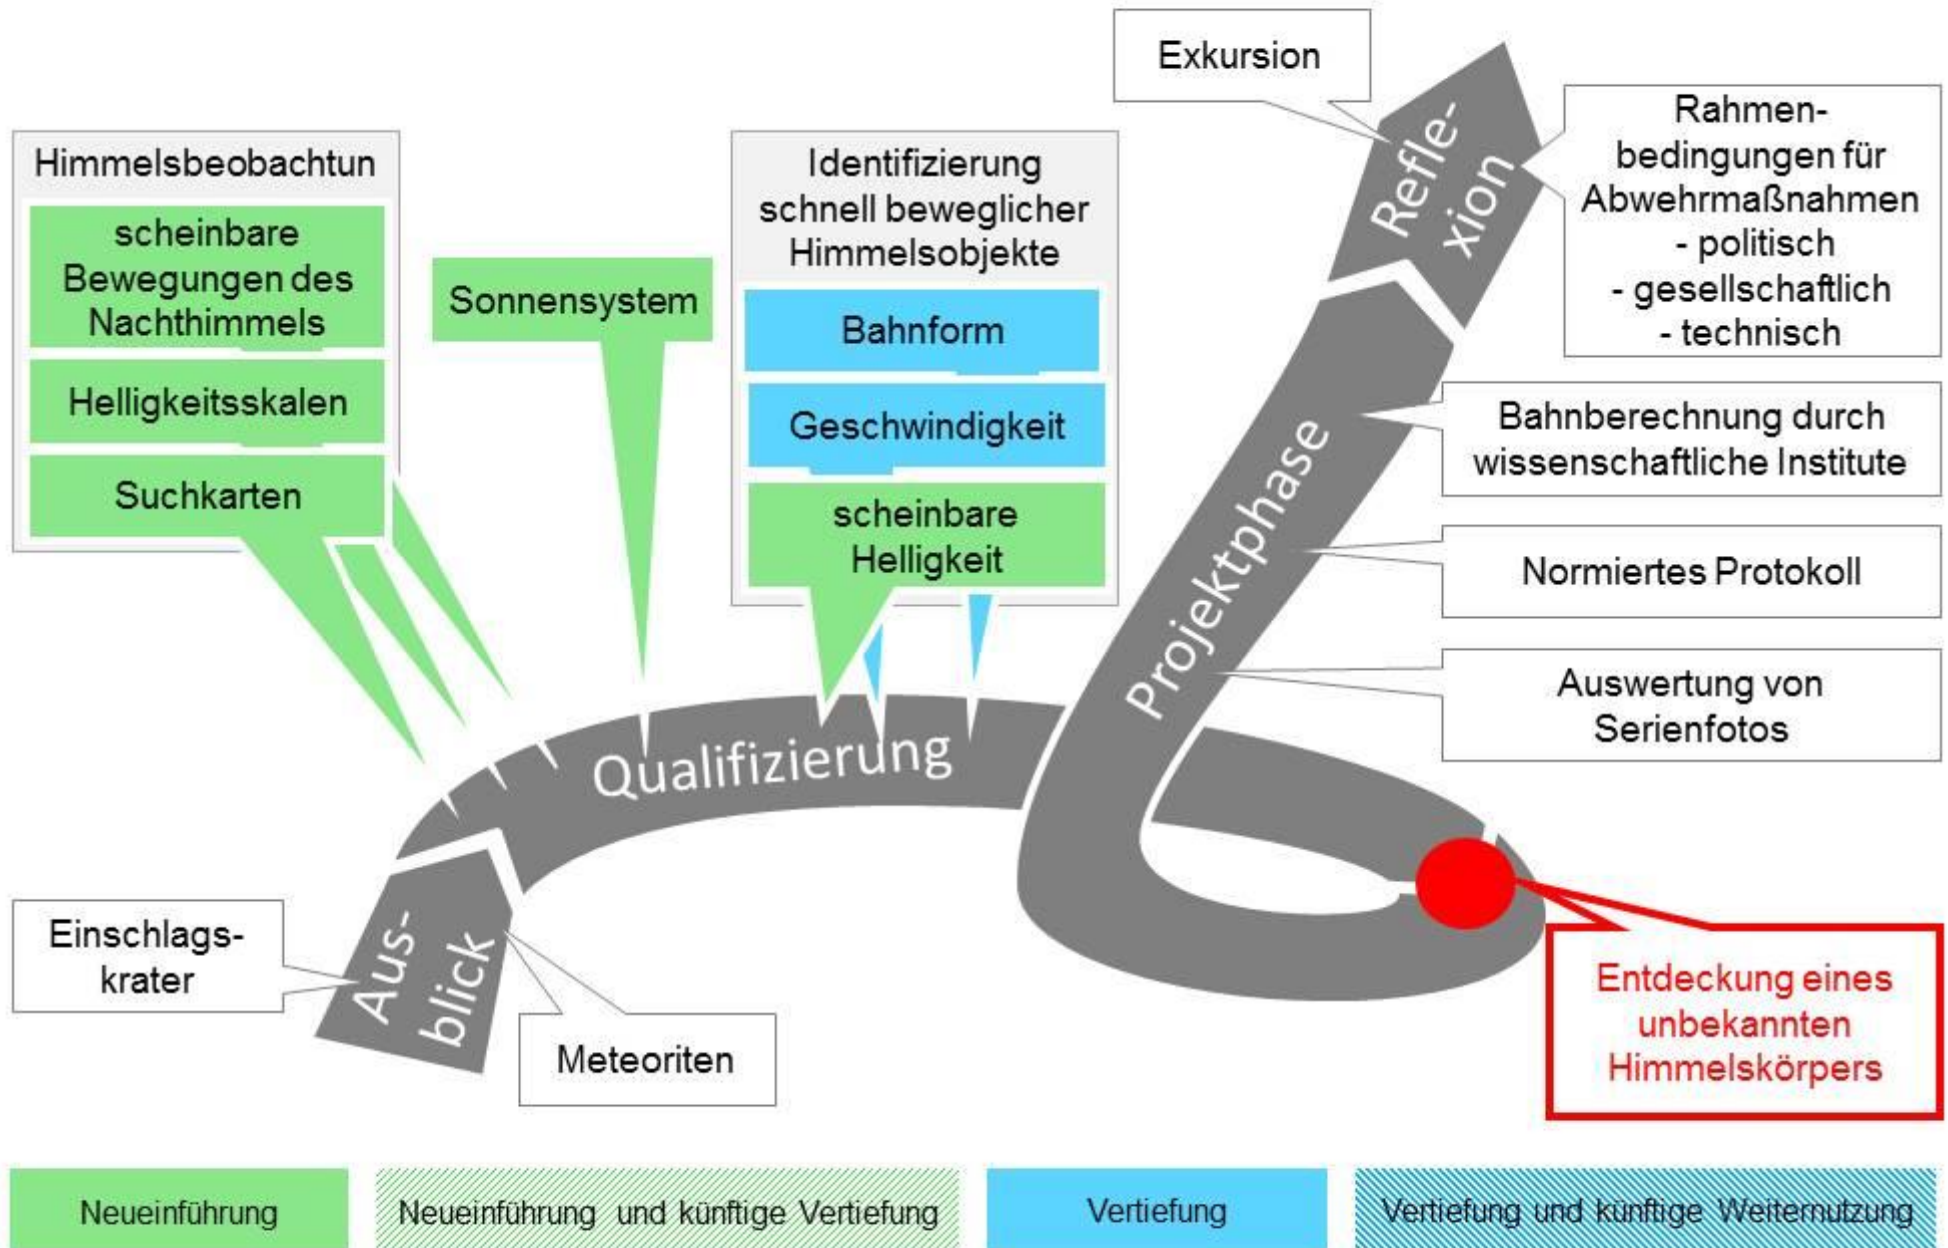 Exkursion
Rahmen-
bedingungen für
Abwehrmaßnahmen
- politisch
- gesellschaftlich
- technisch
Refle-
xion
Himmelsbeobachtun
scheinbare
Bewegungen des
Nachthimmels
Helligkeitsskalen
Suchkarten
Sonnensystem
Identifizierung
schnell beweglicher
Himmelsobjekte
Bahnform
Geschwindigkeit
scheinbare
Helligkeit
Bahnberechnung durch
wissenschaftliche Institute
Normiertes Protokoll
Auswertung von
Serienfotos
Projektphase
Qualifizierung
Aus-
blick
Einschlags-
krater
Meteoriten
Entdeckung eines
unbekannten
Himmelskörpers
Neueinführung
Neueinführung und künftige Vertiefung
Vertiefung
Vertiefung und künftige Weiternutzung